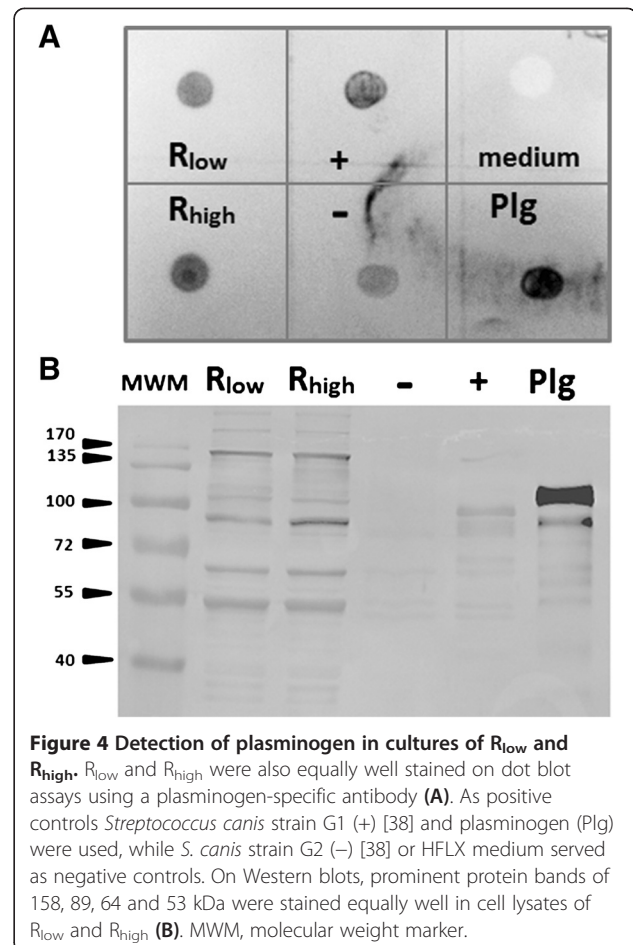 A
Rlow + medium
Rhigh - Plg
B
MWM Rlow Rhigh - + Plg
170
135
100
72
55
40
Figure 4 Detection of plasminogen in cultures of Rlow and
Rhigh. Rlow and Rhigh were also equally well stained on dot blot
assays using a plasminogen-specific antibody (A). As positive
controls Streptococcus canis strain G1 (+) [38] and plasminogen (Plg)
were used, while S. canis strain G2 (−) [38] or HFLX medium served
as negative controls. On Western blots, prominent protein bands of
158, 89, 64 and 53 kDa were stained equally well in cell lysates of
Rlow and Rhigh (B). MWM, molecular weight marker.